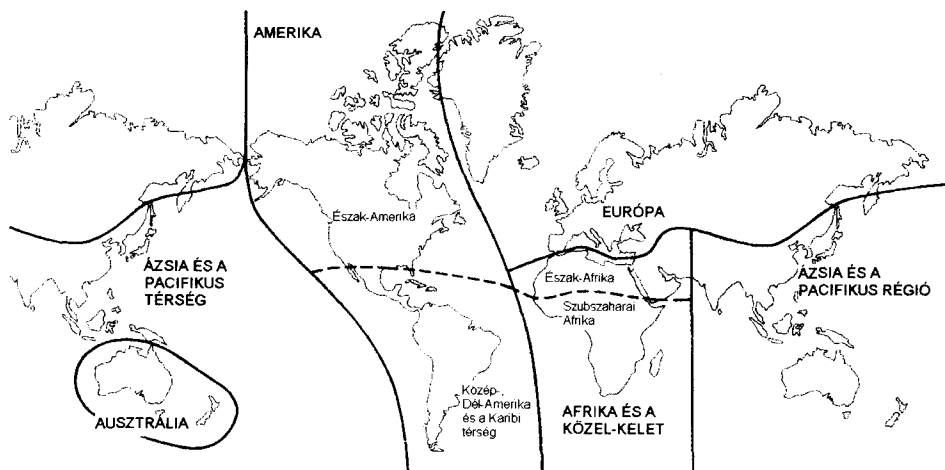 AMERIKA
Észak-Amerika
EURÓPA
ÁZSIA ÉS A
PACIFIKUS
TÉRSÉG
Észak-Afrika
ÁZSIA ÉS A
PACIFIKUS RÉGIÓ
Szubszaharai
Afrika
AUSZTRÁLIA
Közép-,
Dél-Amerika
és a Karibi
térség
AFRIKA ÉS A
KÖZEL-KELET